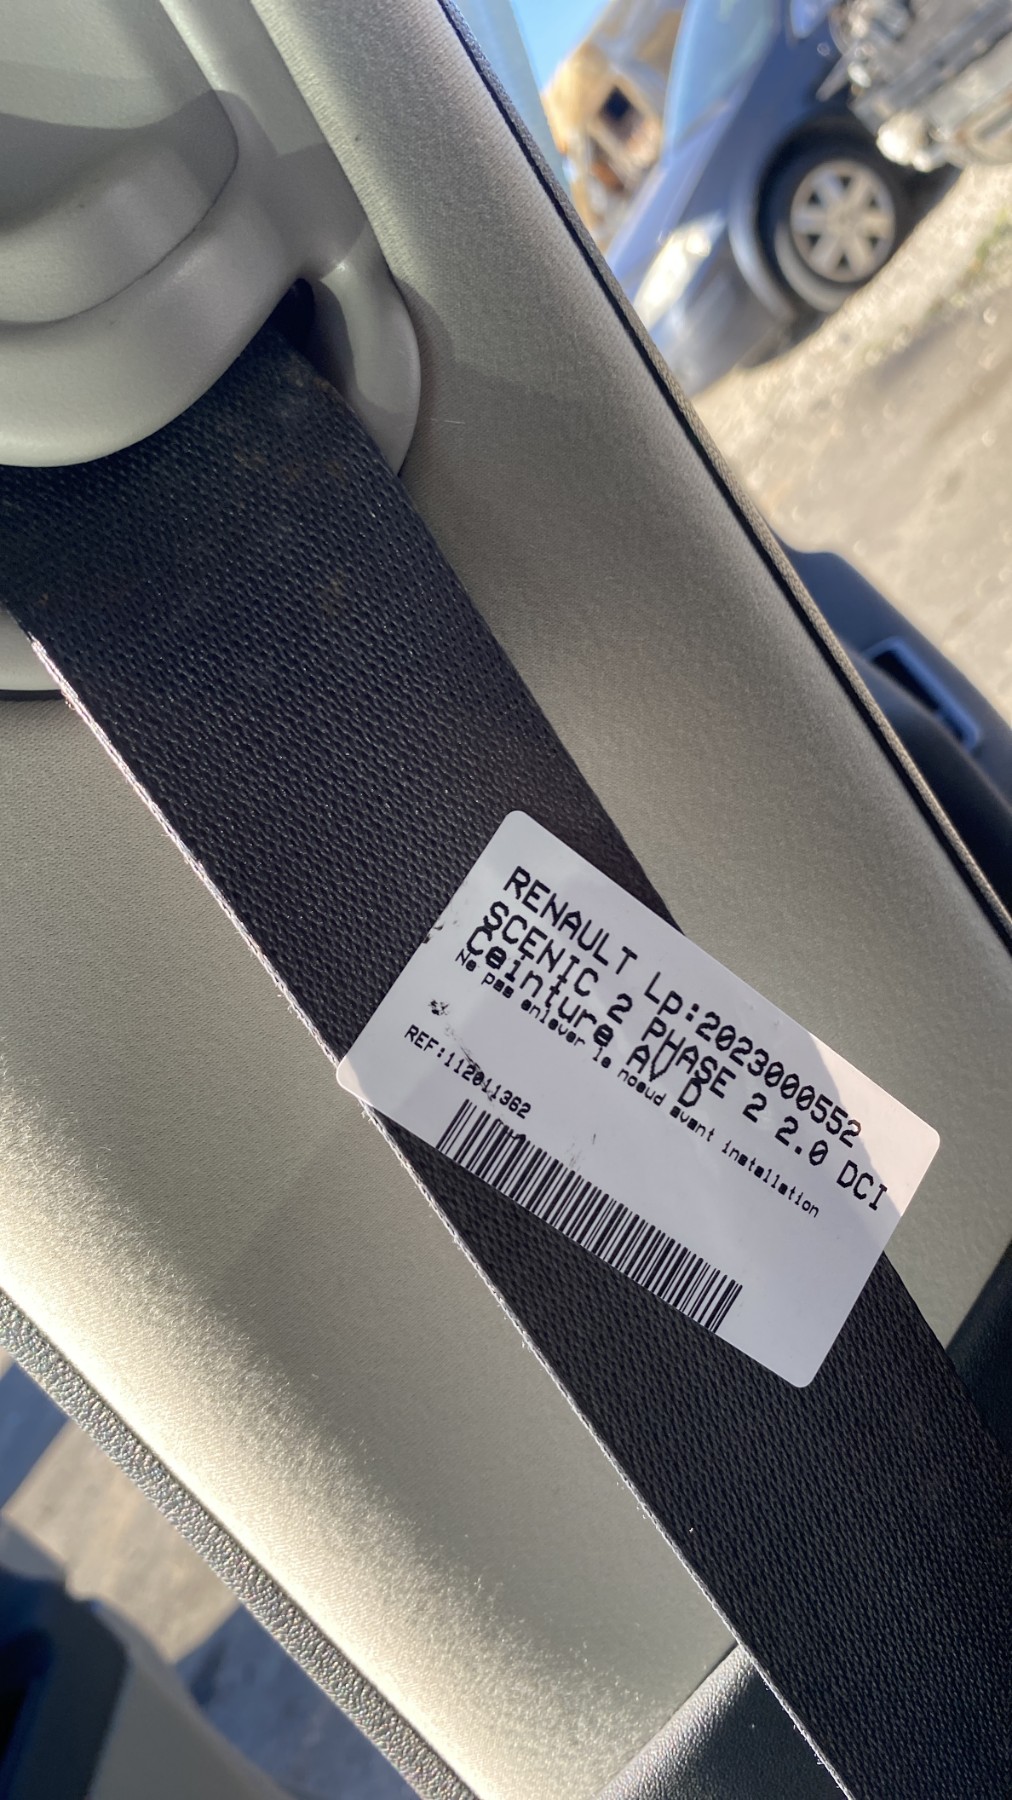 RENAULT Lp:2023000552
SCENIC 2 PHASE 2 2.0 DCI
Ceinture AV D
Ne pas enlever le noeud avant installation
REF:112011362